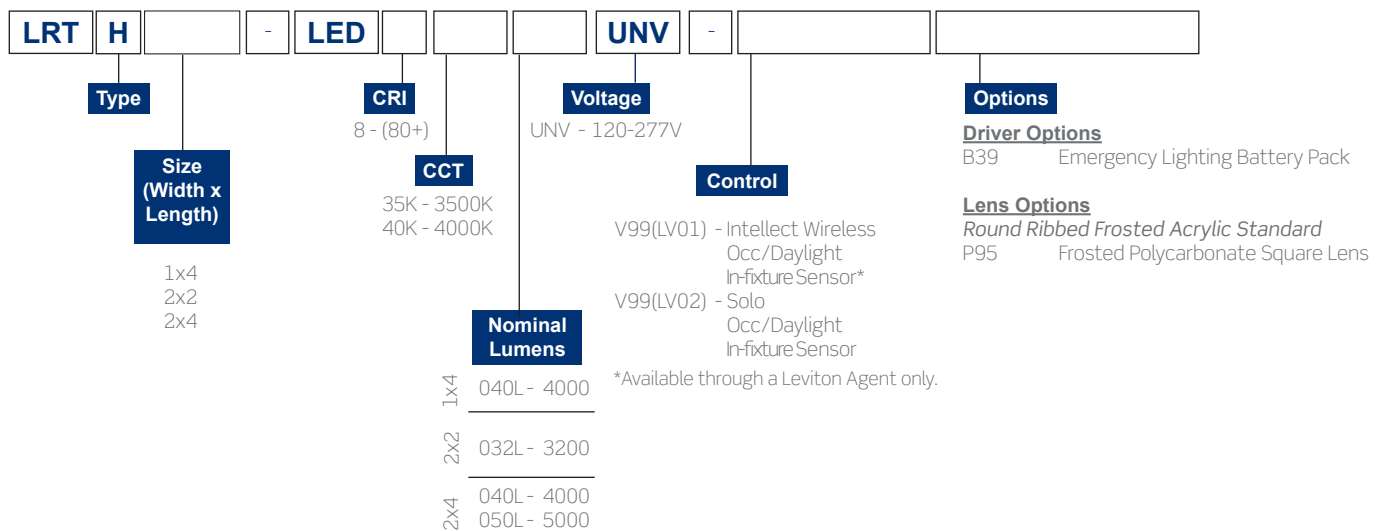 LRT H - LED UNV -
Type
CRI
Voltage
Options
8 - (80+)
UNV - 120-277V
Driver Options
B39 Emergency Lighting Battery Pack
Size
(Width x
Length)
CCT
Control
35K - 3500K
40K - 4000K
Lens Options
Round Ribbed Frosted Acrylic Standard
P95 Frosted Polycarbonate Square Lens
V99(LV01) - Intellect Wireless
Occ/Daylight
In-fixture Sensor*
V99(LV02) - Solo
Occ/Daylight
In-fixture Sensor
*Available through a Leviton Agent only.
1x4
2x2
2x4
Nominal
Lumens
1x4 040L - 4000
2x2 032L - 3200
2x4 040L - 4000
050L - 5000